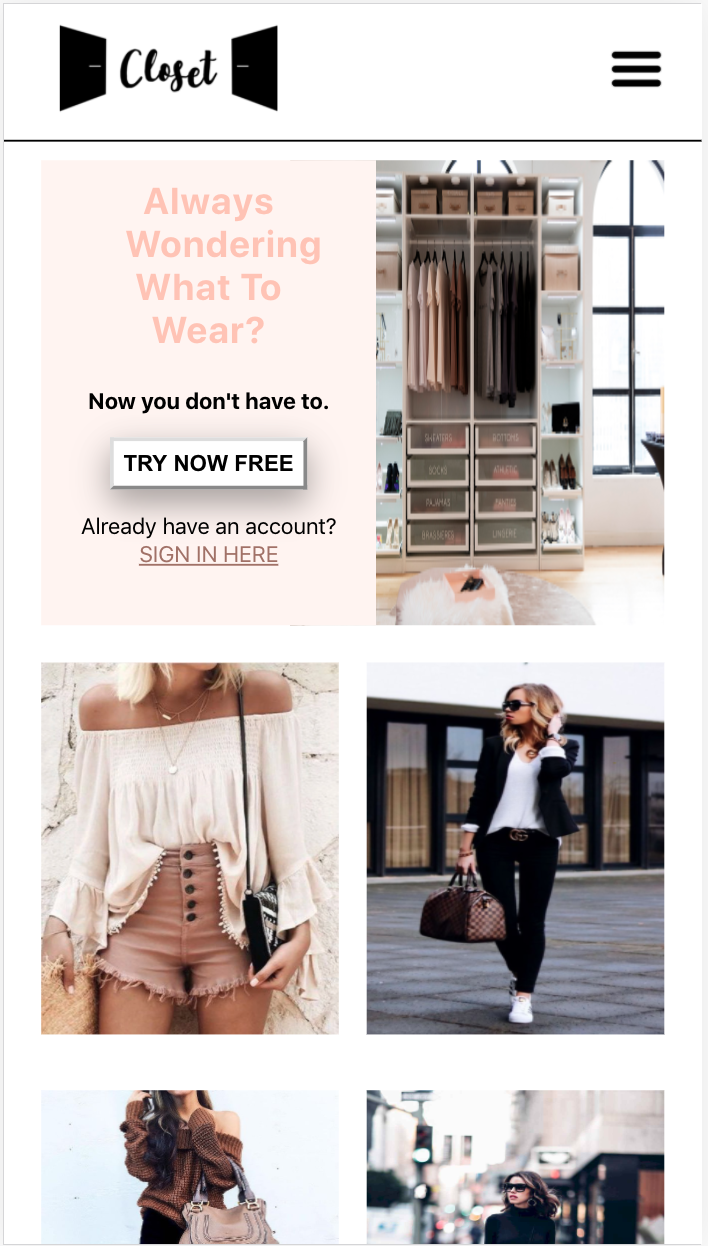 Closet
Always
Wondering
What To
Wear?
Now you don't have to.
TRY NOW FREE
Already have an account?
SIGN IN HERE
SWEATERS
BOTTOMS
SOCKS
ATHLETIC
PAJAMAS
PANTIES
BRASSIERES
LINGERIE